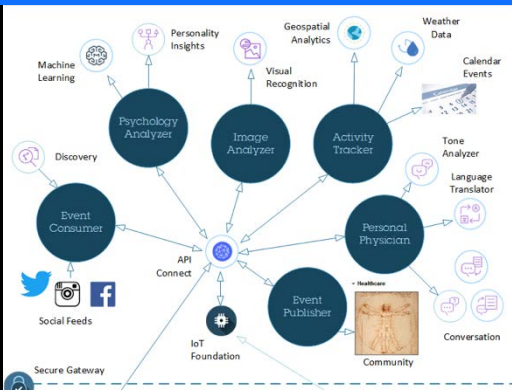 Machine
Learning
Personality
Insights
Visual
Recognition
Geospatial
Analytics
Weather
Data
Calendar
Events
Psychology
Analyzer
Image
Analyzer
Activity
Tracker
Tone
Analyzer
Language
Translator
Discovery
Event
Consumer
Personal
Physician
API
Connect
Social Feeds
IoT
Foundation
Event
Publisher
Healthcare
Community
Conversation
Secure Gateway